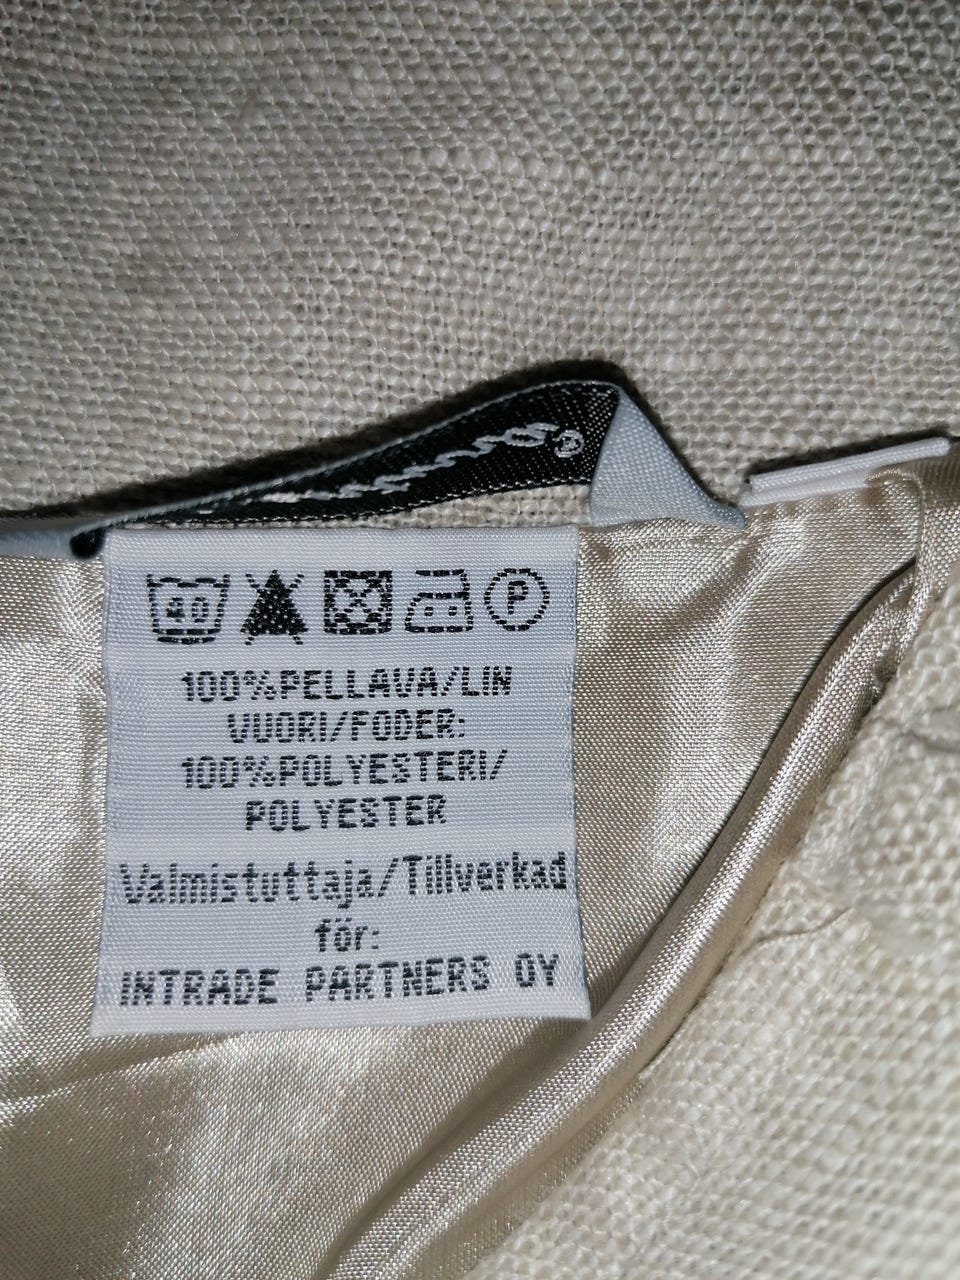 40
P
100%PELLAVA/LIN
VUORI/FODER:
100%POLYESTERI/
POLYESTER
Valmistuttaja/Tillverkad
för:
INTRADE PARTNERS OY